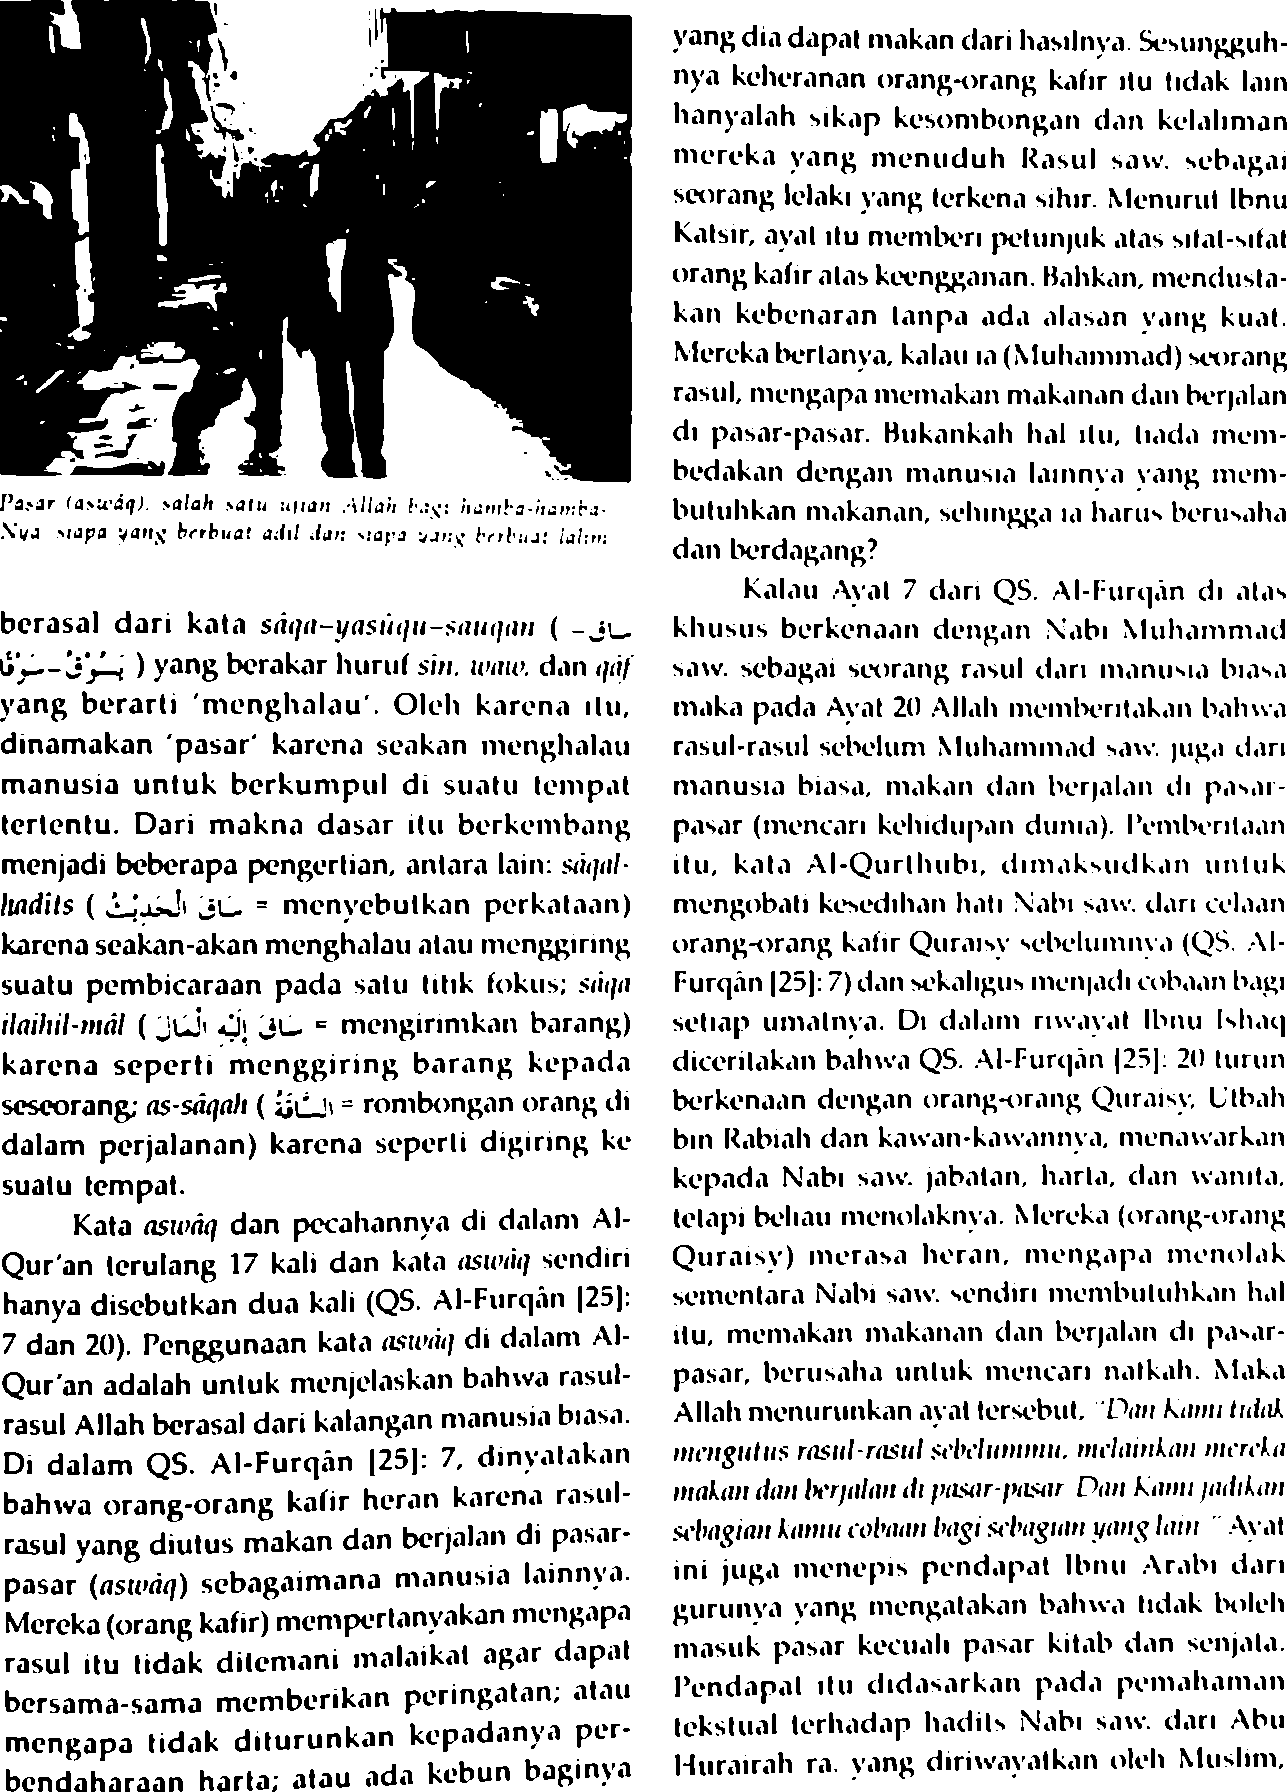 Pasar (aswâq), salah satu ujian Allah bagi hamba-hamba-
Nya siapa yang berbuat adil dan siapa yang berbuat lalim
berasal dari kata sâqa–yasûqu–sauqan ( سَاقَ –
يَسُوْقُ – سَوْقًا ) yang berakar huruf sîn, waw, dan qâf
yang berarti 'menghalau'. Oleh karena itu,
dinamakan 'pasar' karena seakan menghalau
manusia untuk berkumpul di suatu tempat
tertentu. Dari makna dasar itu berkembang
menjadi beberapa pengertian, antara lain: sâqal-
hadîts ( سَاقَ الْحَدِيْثَ = menyebutkan perkataan)
karena seakan-akan menghalau atau menggiring
suatu pembicaraan pada satu titik fokus; sâqa
ilaihil-mâl ( سَاقَ إِلَيْهِ الْمَالَ = mengirimkan barang)
karena seperti menggiring barang kepada
seseorang; as-sâqah ( السَّاقَةُ = rombongan orang di
dalam perjalanan) karena seperti digiring ke
suatu tempat.
Kata aswâq dan pecahannya di dalam Al-
Qur'an terulang 17 kali dan kata aswâq sendiri
hanya disebutkan dua kali (QS. Al-Furqân [25]:
7 dan 20). Penggunaan kata aswâq di dalam Al-
Qur'an adalah untuk menjelaskan bahwa rasul-
rasul Allah berasal dari kalangan manusia biasa.
Di dalam QS. Al-Furqân [25]: 7, dinyatakan
bahwa orang-orang kafir heran karena rasul-
rasul yang diutus makan dan berjalan di pasar-
pasar (aswâq) sebagaimana manusia lainnya.
Mereka (orang kafir) mempertanyakan mengapa
rasul itu tidak ditemani malaikat agar dapat
bersama-sama memberikan peringatan; atau
mengapa tidak diturunkan kepadanya per-
bendaharaan harta; atau ada kebun baginya
yang dia dapat makan dari hasilnya. Sesungguh-
nya keheranan orang-orang kafir itu tidak lain
hanyalah sikap kesombongan dan kelaliman
mereka yang menuduh Rasul saw. sebagai
seorang lelaki yang terkena sihir. Menurut Ibnu
Katsir, ayat itu memberi petunjuk atas sifat-sifat
orang kafir atas keengganan. Bahkan, mendusta-
kan kebenaran tanpa ada alasan yang kuat.
Mereka bertanya, kalau ia (Muhammad) seorang
rasul, mengapa memakan makanan dan berjalan
di pasar-pasar. Bukankah hal itu, tiada mem-
bedakan dengan manusia lainnya yang mem-
butuhkan makanan, sehingga ia harus berusaha
dan berdagang?
Kalau Ayat 7 dari QS. Al-Furqân di atas
khusus berkenaan dengan Nabi Muhammad
saw. sebagai seorang rasul dari manusia biasa
maka pada Ayat 20 Allah memberitakan bahwa
rasul-rasul sebelum Muhammad saw. juga dari
manusia biasa, makan dan berjalan di pasar-
pasar (mencari kehidupan dunia). Pemberitaan
itu, kata Al-Qurthubi, dimaksudkan untuk
mengobati kesedihan hati Nabi saw. dari celaan
orang-orang kafir Quraisy sebelumnya (QS. Al-
Furqân [25]: 7) dan sekaligus menjadi cobaan bagi
setiap umatnya. Di dalam riwayat Ibnu Ishaq
diceritakan bahwa QS. Al-Furqân [25]: 20 turun
berkenaan dengan orang-orang Quraisy, Utbah
bin Rabiah dan kawan-kawannya, menawarkan
kepada Nabi saw. jabatan, harta, dan wanita,
tetapi beliau menolaknya. Mereka (orang-orang
Quraisy) merasa heran, mengapa menolak
sementara Nabi saw. sendiri membutuhkan hal
itu, memakan makanan dan berjalan di pasar-
pasar, berusaha untuk mencari nafkah. Maka
Allah menurunkan ayat tersebut, "Dan Kami tidak
mengutus rasul-rasul sebelummu, melainkan mereka
makan dan berjalan di pasar-pasar. Dan Kami jadikan
sebagian kamu cobaan bagi sebagian yang lain." Ayat
ini juga menepis pendapat Ibnu Arabi dari
gurunya yang mengatakan bahwa tidak boleh
masuk pasar kecuali pasar kitab dan senjata.
Pendapat itu didasarkan pada pemahaman
tekstual terhadap hadits Nabi saw. dari Abu
Hurairah ra. yang diriwayatkan oleh Muslim,